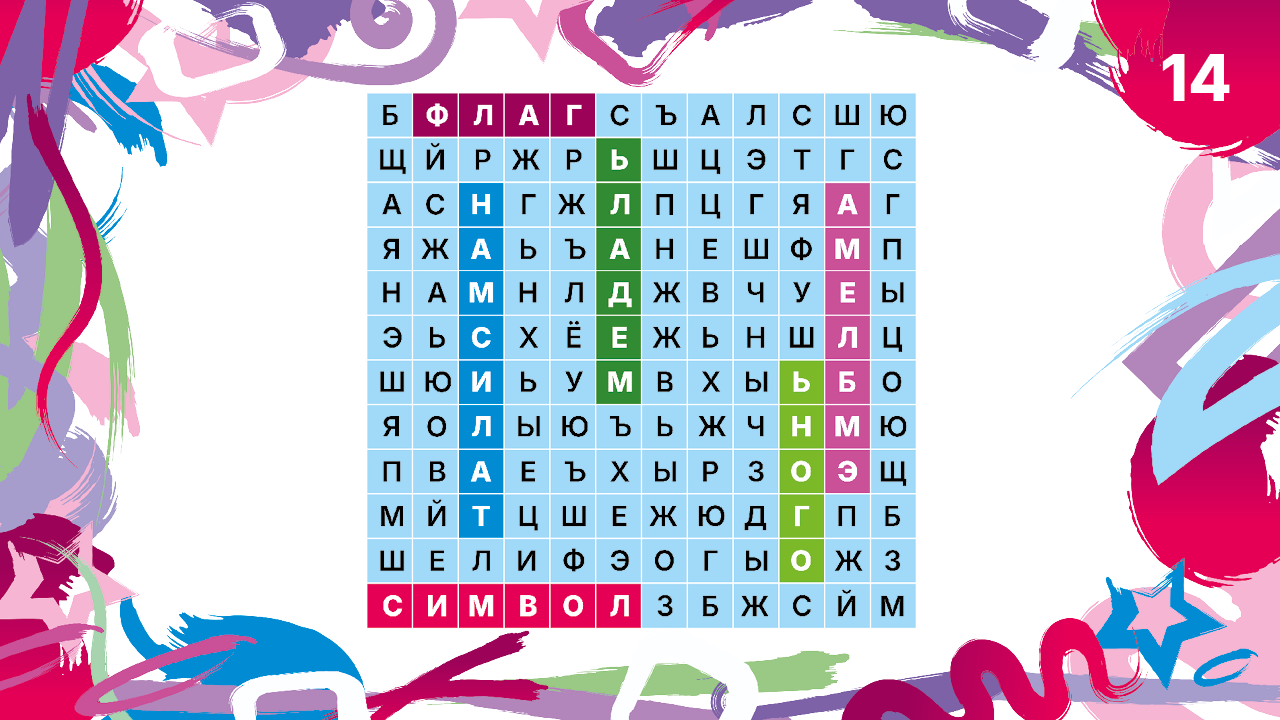 14
Б Ф Л А Г С Ъ А Л С Ш Ю
Щ Й Р Ж Р Ь Ш Ц Э Т Г С
А С Н Г Ж Л П Ц Г Я А Г
Я Ж А Ь Ъ А Н Е Ш Ф М П
Н А М Н Л Д Ж В Ч У Е Ы
Э Ь С Х Ё Е Ж Ь Н Ш Л Ц
Ш Ю И Ь У М В Х Ы Ь Б О
Я О Л Ы Ю Ъ Ь Ж Ч Н М Ю
П В А Е Ъ Х Ы Р З О Э Щ
М Й Т Ц Ш Е Ж Ю Д Г П Б
Ш Е Л И Ф Э О Г Ы О Ж З
С И М В О Л З Б Ж С Й М